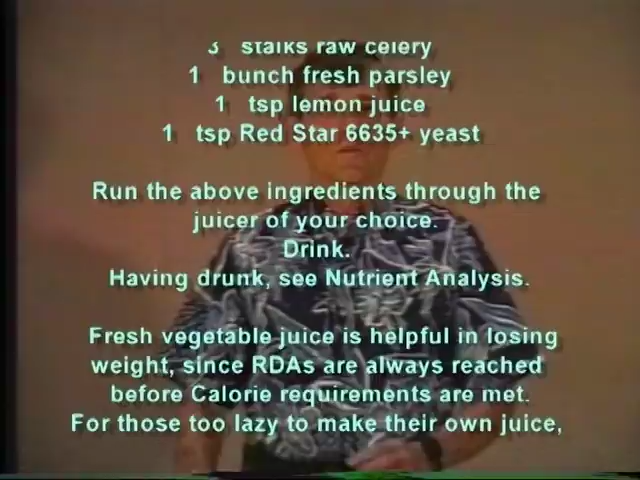 3 stalks raw celery
1 bunch fresh parsley
1 tsp lemon juice
1 tsp Red Star 6635+ yeast
Run the above ingredients through the
juicer of your choice.
Drink.
Having drunk, see Nutrient Analysis.
Fresh vegetable juice is helpful in losing
weight, since RDAs are always reached
before Calorie requirements are met.
For those too lazy to make their own juice,